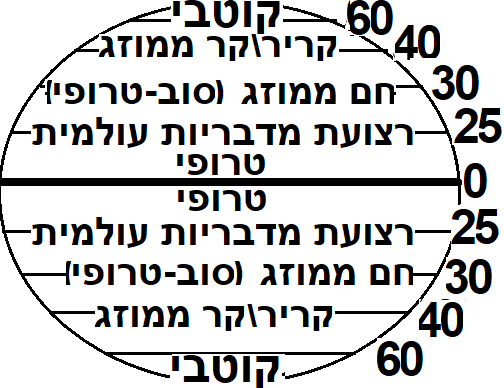 קוטבי 60
קריר\קר ממוזג 40
חם ממוזג (סוב-טרופי) 30
רצועת מדבריות עולמית 25
טרופי
0
טרופי
רצועת מדבריות עולמית 25
חם ממוזג (סוב-טרופי) 30
קריר\קר ממוזג 40
קוטבי 60